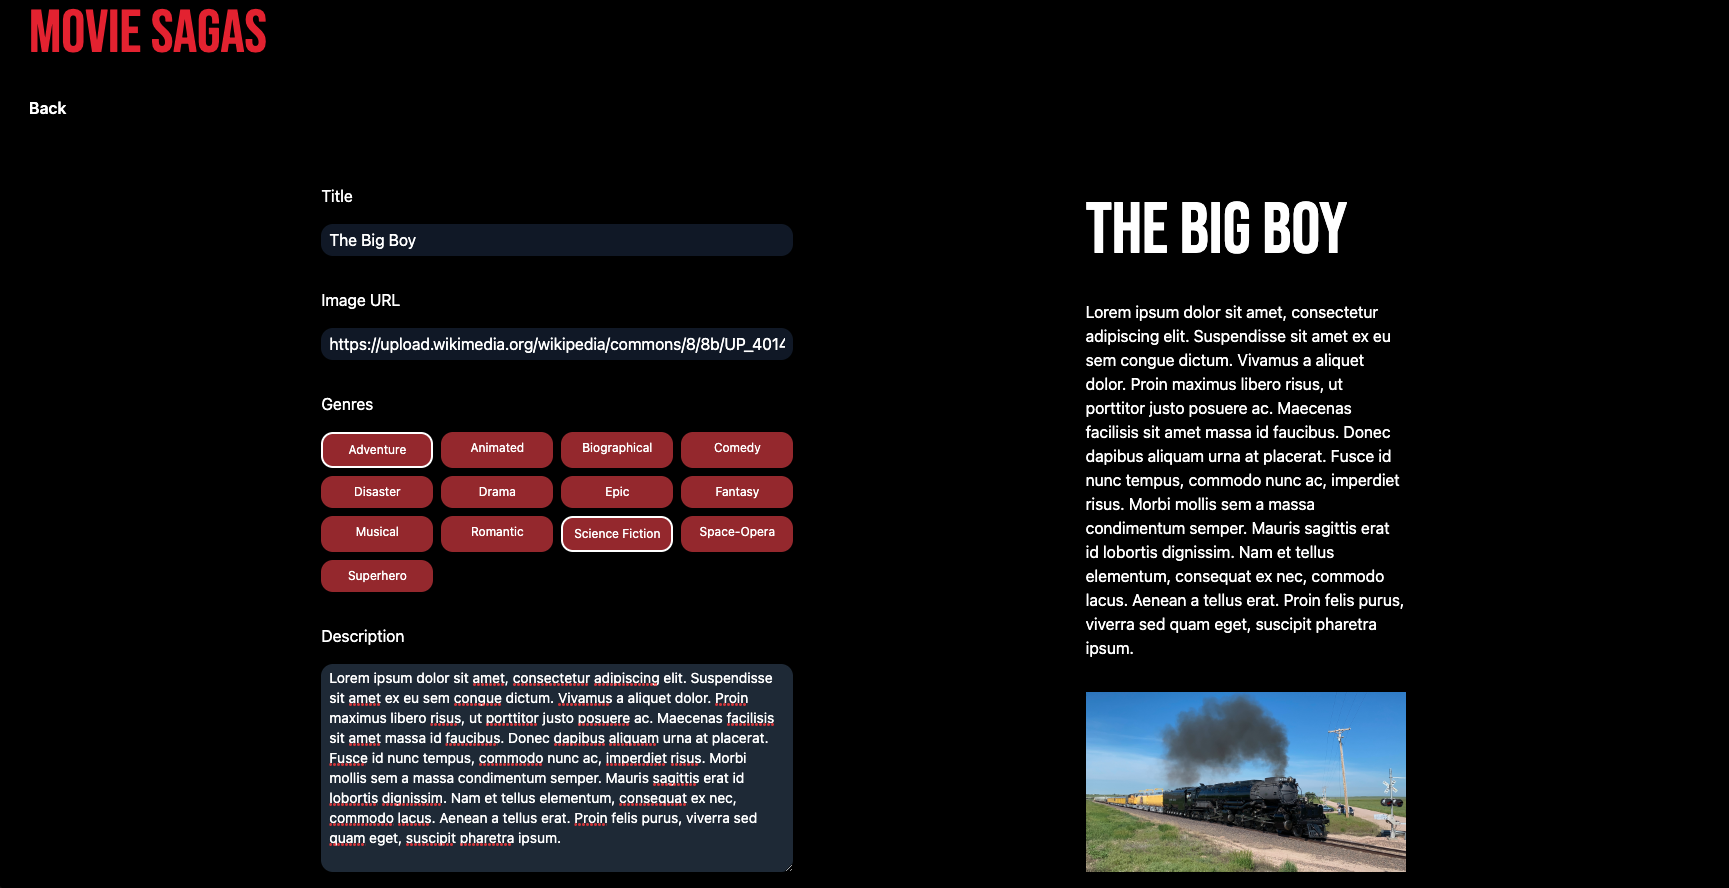 MOVIE SAGAS
Back
Title
The Big Boy
Image URL
https://upload.wikimedia.org/wikipedia/commons/8/8b/UP_4014
Genres
Adventure
Animated
Biographical
Comedy
Disaster
Drama
Epic
Fantasy
Musical
Romantic
Science Fiction
Space-Opera
Superhero
Description
Lorem ipsum dolor sit amet, consectetur adipiscing elit. Suspendisse
sit amet ex eu sem congue dictum. Vivamus a aliquet dolor. Proin
maximus libero risus, ut porttitor justo posuere ac. Maecenas facilisis
sit amet massa id faucibus. Donec dapibus aliquam urna at placerat.
Fusce id nunc tempus, commodo nunc ac, imperdiet risus. Morbi
mollis sem a massa condimentum semper. Mauris sagittis erat id
lobortis dignissim. Nam et tellus elementum, consequat ex nec,
commodo lacus. Aenean a tellus erat. Proin felis purus, viverra sed
quam eget, suscipit pharetra ipsum.
THE BIG BOY
Lorem ipsum dolor sit amet, consectetur
adipiscing elit. Suspendisse sit amet ex eu
sem congue dictum. Vivamus a aliquet
dolor. Proin maximus libero risus, ut
porttitor justo posuere ac. Maecenas
facilisis sit amet massa id faucibus. Donec
dapibus aliquam urna at placerat. Fusce id
nunc tempus, commodo nunc ac, imperdiet
risus. Morbi mollis sem a massa
condimentum semper. Mauris sagittis erat
id lobortis dignissim. Nam et tellus
elementum, consequat ex nec, commodo
lacus. Aenean a tellus erat. Proin felis purus,
viverra sed quam eget, suscipit pharetra
ipsum.